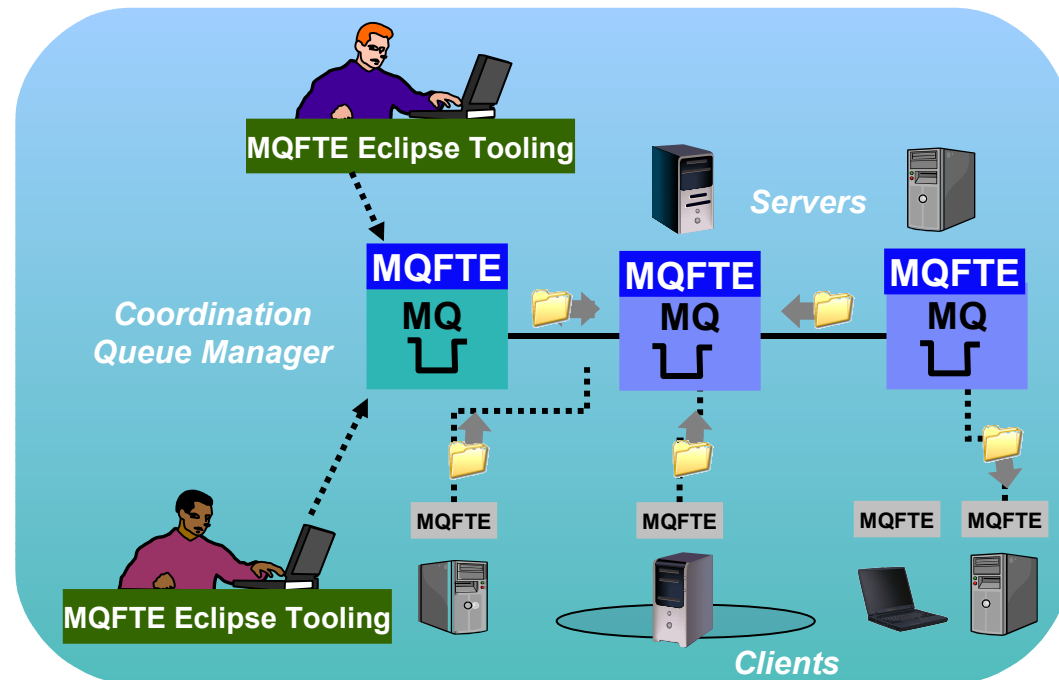 MQFTE Eclipse Tooling
Servers
MQFTE
MQFTE
MQFTE
MQ
MQ
MQ
Coordination
Queue Manager
MQFTE
MQFTE
MQFTE
MQFTE
MQFTE Eclipse Tooling
Clients